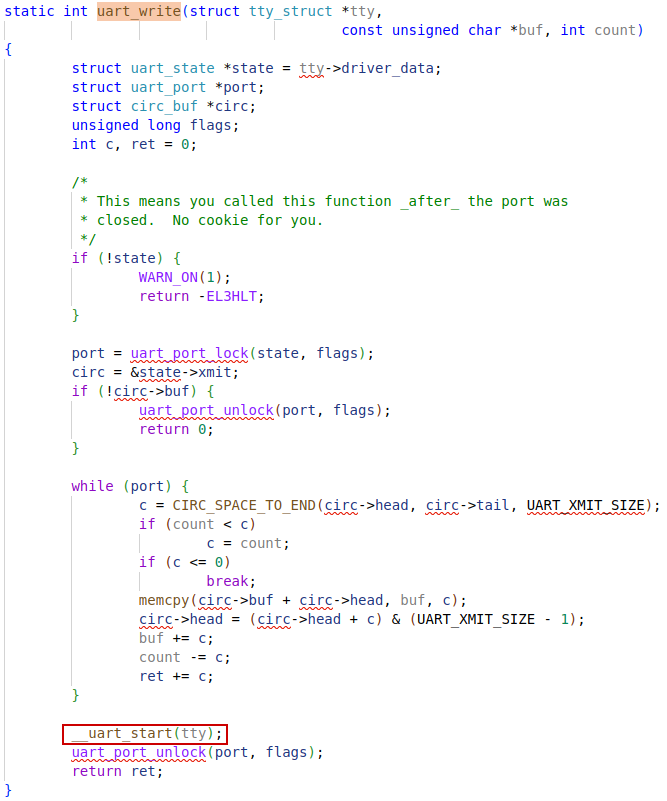 static int uart_write(struct tty_struct *tty,
                                        const unsigned char *buf, int count)
{
        struct uart_state *state = tty->driver_data;
        struct uart_port *port;
        struct circ_buf *circ;
        unsigned long flags;
        int c, ret = 0;

        /*
         * This means you called this function _after_ the port was
         * closed.  No cookie for you.
         */
        if (!state) {
                WARN_ON(1);
                return -EL3HLT;
        }

        port = uart_port_lock(state, flags);
        circ = &state->xmit;
        if (!circ->buf) {
                uart_port_unlock(port, flags);
                return 0;
        }

        while (port) {
                c = CIRC_SPACE_TO_END(circ->head, circ->tail, UART_XMIT_SIZE);
                if (count < c)
                        c = count;
                if (c <= 0)
                        break;
                memcpy(circ->buf + circ->head, buf, c);
                circ->head = (circ->head + c) & (UART_XMIT_SIZE - 1);
                buf += c;
                count -= c;
                ret += c;
        }

        __uart_start(tty);
        uart_port_unlock(port, flags);
        return ret;
}